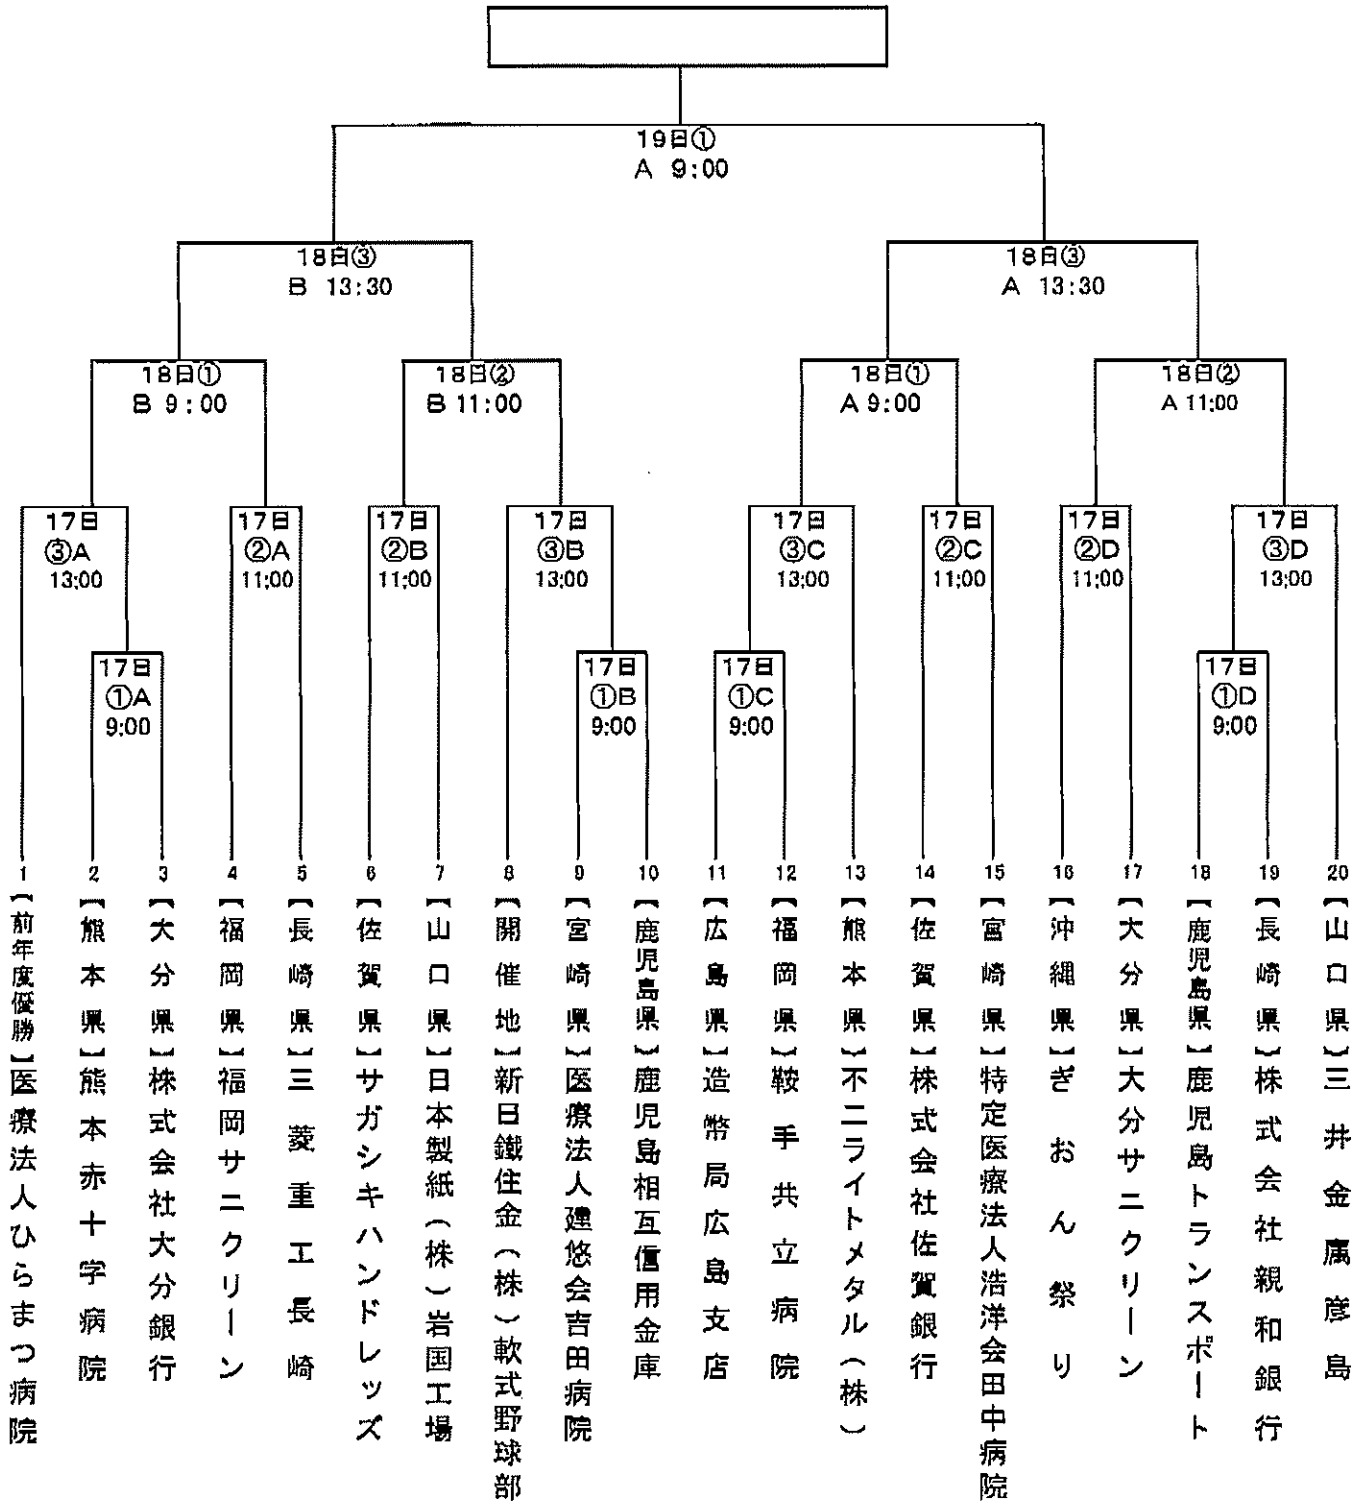 19日①
A 9:00
18日③
B 13:30
18日③
A 13:30
18日①
B 9:00
18日②
B 11:00
18日①
A 9:00
18日②
A 11:00
17日
③A
13:00
17日
②A
11:00
17日
②B
11:00
17日
③B
13:00
17日
③C
13:00
17日
②C
11:00
17日
②D
11:00
17日
③D
13:00
17日
①A
9:00
17日
①B
9:00
17日
①C
9:00
17日
①D
9:00
1【前年度優勝】医療法人ひらまつ病院
2【熊本県】熊本赤十字病院
3【大分県】株式会社大分銀行
4【福岡県】福岡サニクリーン
5【長崎県】三菱重工長崎
6【佐賀県】サガシキハンドレッズ
7【山口県】日本製紙(株)岩国工場
8【開催地】新日鐵住金(株)軟式野球部
9【宮崎県】医療法人建悠会吉田病院
10【鹿児島県】鹿児島相互信用金庫
11【広島県】造幣局広島支店
12【福岡県】鞍手共立病院
13【熊本県】不二ライトメタル(株)
14【佐賀県】株式会社佐賀銀行
15【宮崎県】特定医療法人浩洋会田中病院
16【沖縄県】ぎおん祭り
17【大分県】大分サニクリーン
18【鹿児島県】鹿児島トランスポート
19【長崎県】株式会社親和銀行
20【山口県】三井金属彦島